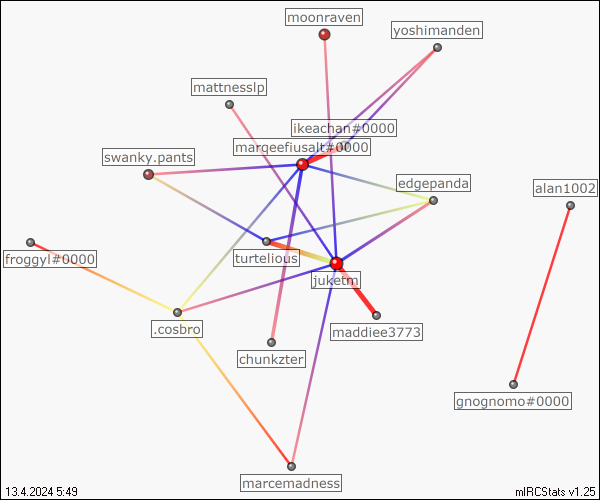 moonraven
yoshimanden
mattnesslp
ikeachan#0000
margeefiusalt#0000
swanky.pants
edgepanda
alan1002
froggyl#0000
turtelious
juketm
.cosbro
maddiee3773
chunkzter
gnognomo#0000
marcemadness
13.4.2024 5:49
mIRCStats v1.25